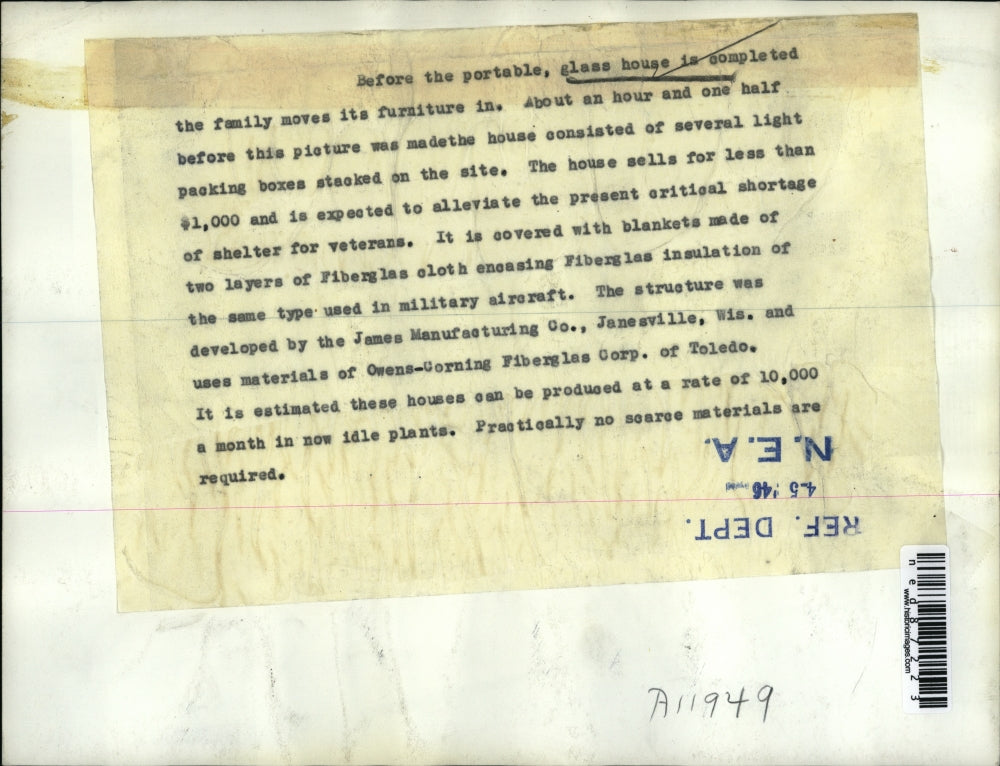 Before the portable, glass house is completed
the family moves its furniture in. About an hour and one half
before this picture was madethe house consisted of several light
packing boxes stacked on the site. The house sells for less than
$1,000 and is expected to alleviate the present critical shortage
of shelter for veterans. It is covered with blankets made of
two layers of Fiberglas cloth encasing Fiberglas insulation of
the same type used in military aircraft. The structure was
developed by the James Manufacturing Co., Janesville, Wis. and
uses materials of Owens-Corning Fiberglas Corp. of Toledo.
It is estimated these houses can be produced at a rate of 10,000
a month in now idle plants. Practically no scarce materials are
required.
N.E.A.
4 5 '46
REF. DEPT.
ned87223
www.historicimages.com
A11949